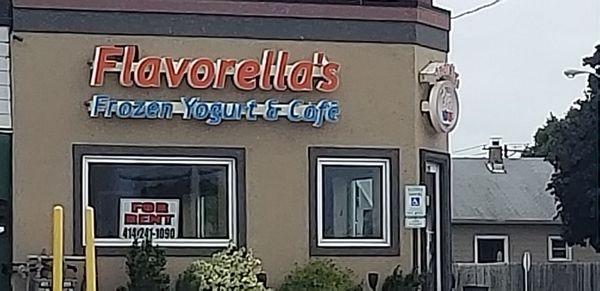 Flavorella's
Frozen Yogurt & Café
FOR
RENT
414-241-1090